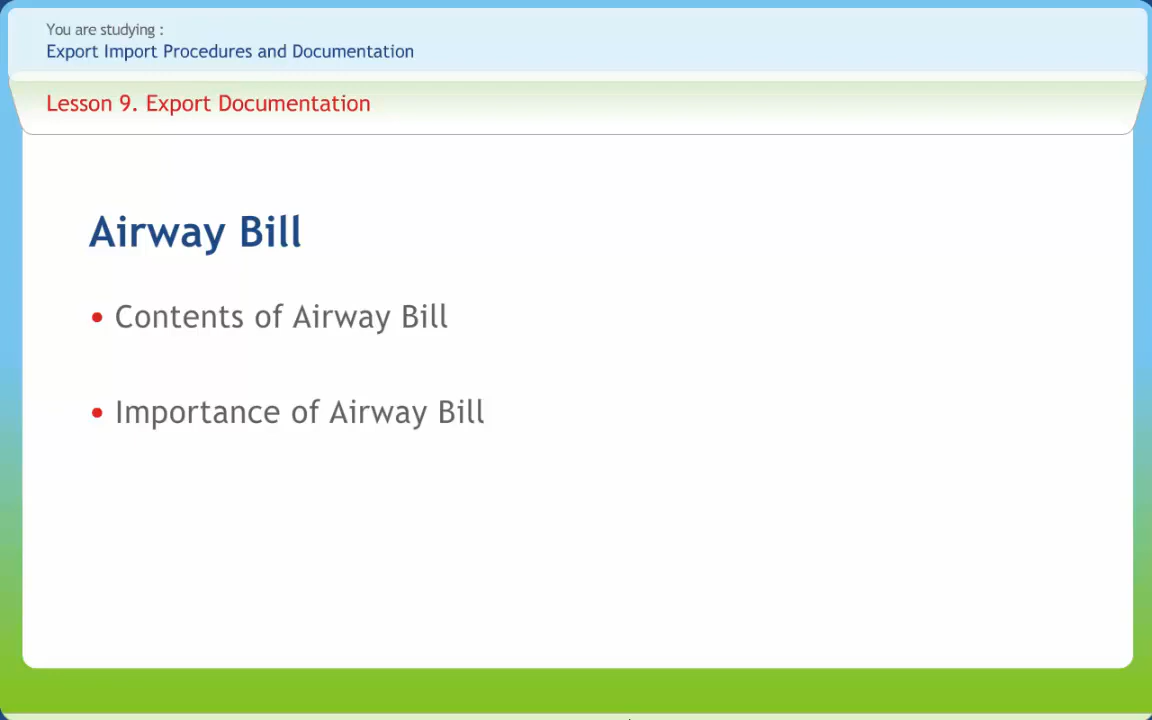 You are studying :
Export Import Procedures and Documentation
Lesson 9. Export Documentation
Airway Bill
• Contents of Airway Bill
• Importance of Airway Bill